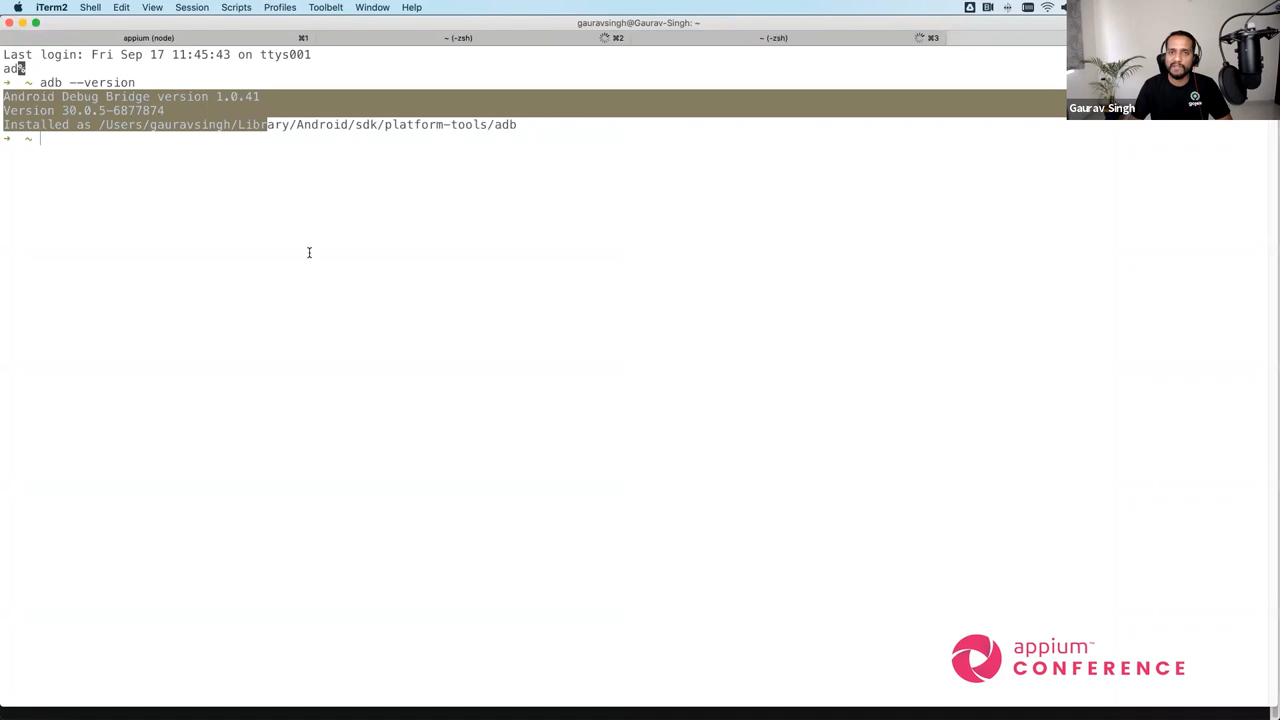 iTerm2 Shell Edit View Session Scripts Profiles Toolbelt Window Help
gauravsingh@Gaurav-Singh: ~
appium (node) ⌘1 ~ (-zsh) ⌘2 ~ (-zsh) ⌘3
Last login: Fri Sep 17 11:45:43 on ttys001
ad%
➜ ~ adb --version
Android Debug Bridge version 1.0.41
Version 30.0.5-6877874
Installed as /Users/gauravsingh/Library/Android/sdk/platform-tools/adb
➜ ~
Gaurav Singh
appium™
CONFERENCE